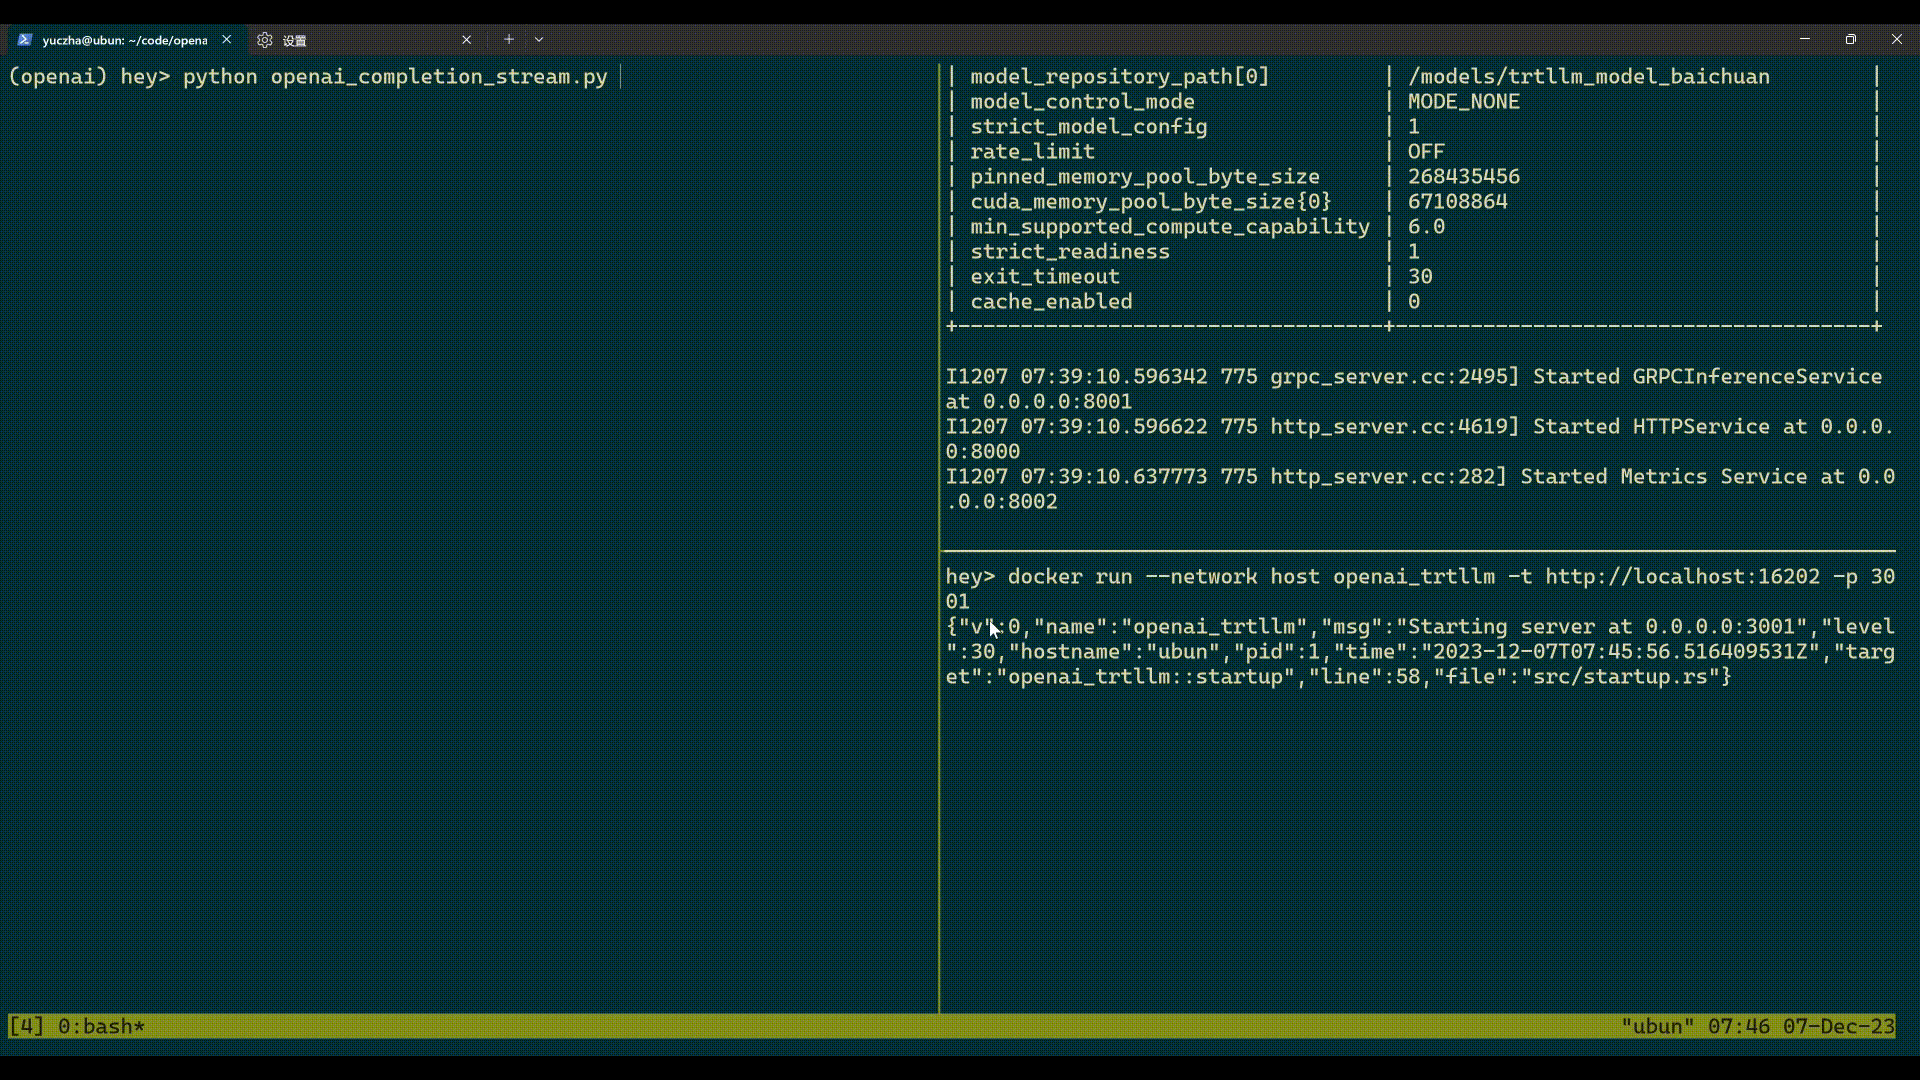 yuczha@ubun: ~/code/opena
设置
(openai) hey> python openai_completion_stream.py
| model_repository_path[0] | /models/trtllm_model_baichuan |
| model_control_mode | MODE_NONE |
| strict_model_config | 1 |
| rate_limit | OFF |
| pinned_memory_pool_byte_size | 268435456 |
| cuda_memory_pool_byte_size{0} | 67108864 |
| min_supported_compute_capability | 6.0 |
| strict_readiness | 1 |
| exit_timeout | 30 |
| cache_enabled | 0 |
+----------------------------------+--------------------------------------+
I1207 07:39:10.596342 775 grpc_server.cc:2495] Started GRPCInferenceService
at 0.0.0.0:8001
I1207 07:39:10.596622 775 http_server.cc:4619] Started HTTPService at 0.0.0.
0:8000
I1207 07:39:10.637773 775 http_server.cc:282] Started Metrics Service at 0.0
.0.0:8002
hey> docker run --network host openai_trtllm -t http://localhost:16202 -p 30
01
{"v":0,"name":"openai_trtllm","msg":"Starting server at 0.0.0.0:3001","level
":30,"hostname":"ubun","pid":1,"time":"2023-12-07T07:45:56.516409531Z","targ
et":"openai_trtllm::startup","line":58,"file":"src/startup.rs"}
[4] 0:bash*
"ubun" 07:46 07-Dec-23